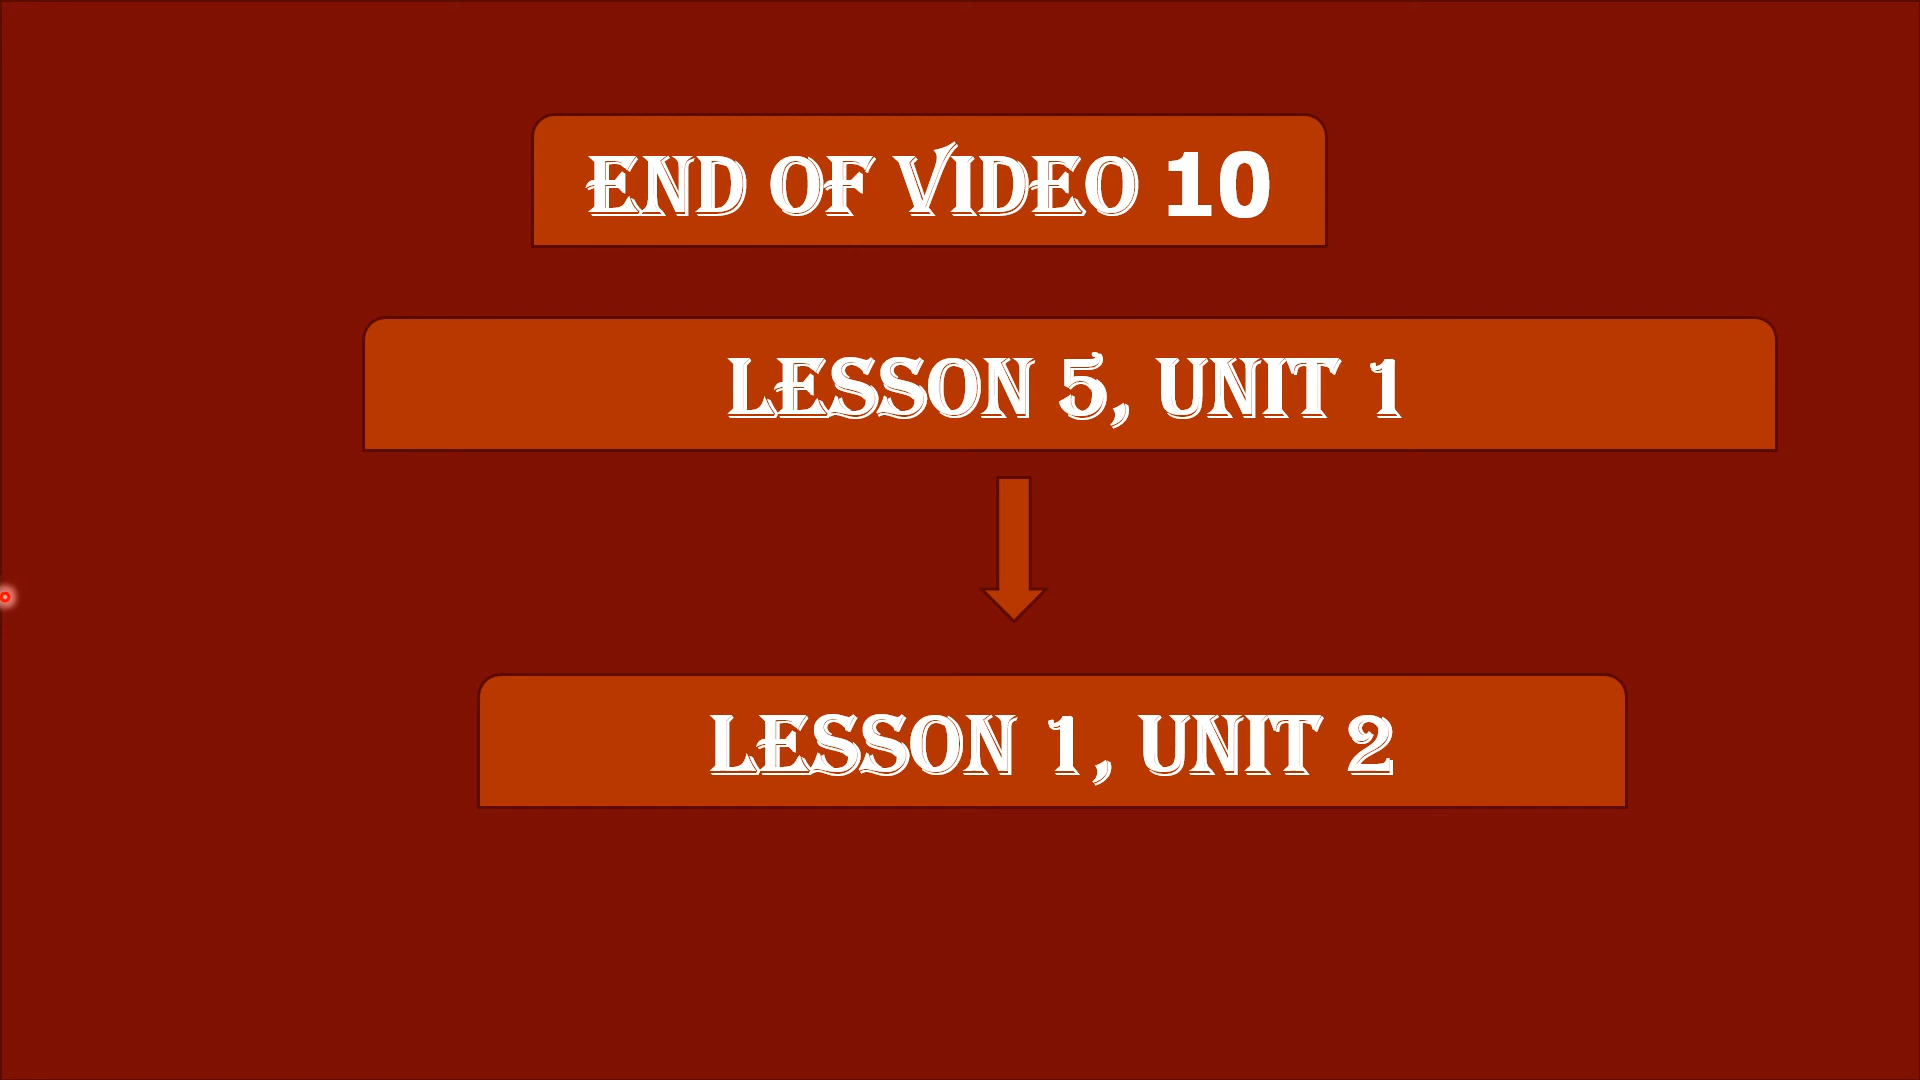 END OF VIDEO 10
LESSON 5, UNIT 1
LESSON 1, UNIT 2